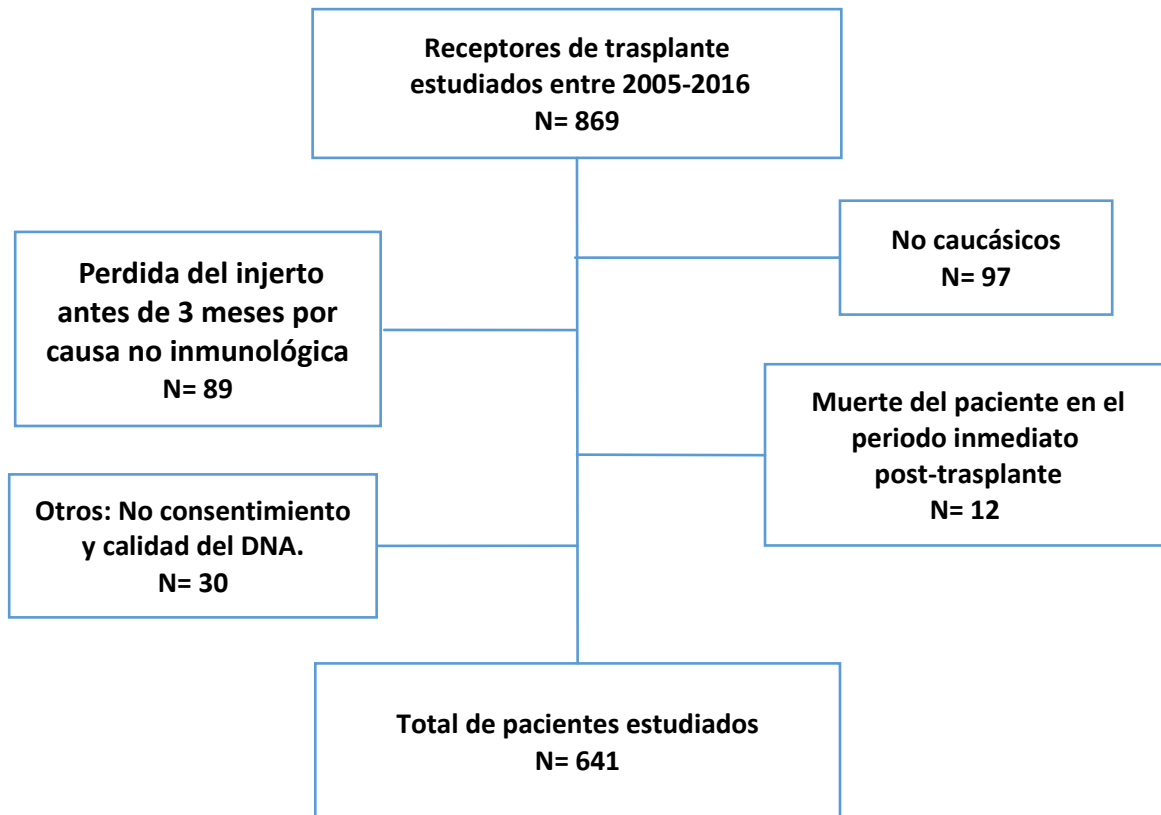 Receptores de trasplante
estudiados entre 2005-2016
N= 869
No caucásicos
N= 97
Perdida del injerto
antes de 3 meses por
causa no inmunológica
N= 89
Muerte del paciente en el
periodo inmediato
post-trasplante
N= 12
Otros: No consentimiento
y calidad del DNA.
N= 30
Total de pacientes estudiados
N= 641